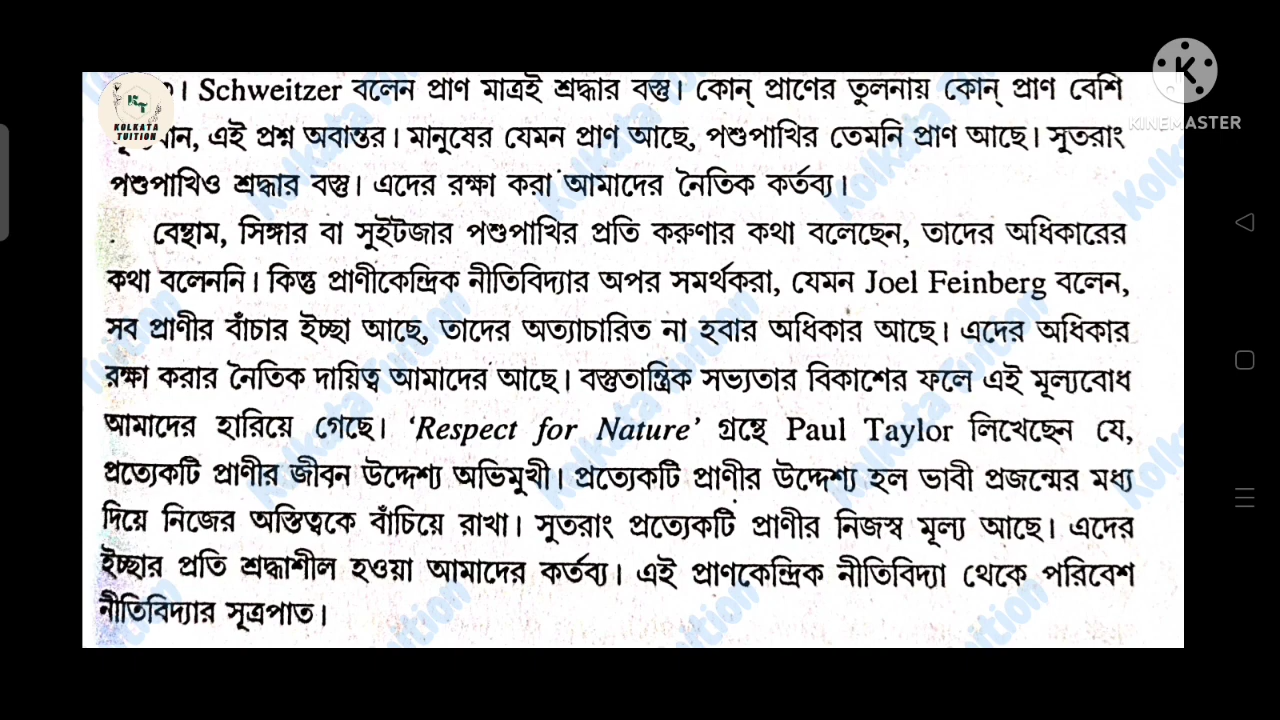 । Schweitzer বলেন প্রাণ মাত্রই শ্রদ্ধার বস্তু। কোন্ প্রাণের তুলনায় কোন্ প্রাণ বেশি
KOLKATA
TUITION
KINEMASTER
এই প্রশ্ন অবান্তর। মানুষের যেমন প্রাণ আছে, পশুপাখির তেমনি প্রাণ আছে। সুতরাং
পশুপাখিও শ্রদ্ধার বস্তু। এদের রক্ষা করা আমাদের নৈতিক কর্তব্য।
বেন্থাম, সিঙ্গার বা সুইটজার পশুপাখির প্রতি করুণার কথা বলেছেন, তাদের অধিকারের
কথা বলেননি। কিন্তু প্রাণীকেন্দ্রিক নীতিবিদ্যার অপর সমর্থকরা, যেমন Joel Feinberg বলেন,
সব প্রাণীর বাঁচার ইচ্ছা আছে, তাদের অত্যাচারিত না হবার অধিকার আছে। এদের অধিকার
রক্ষা করার নৈতিক দায়িত্ব আমাদের আছে। বস্তুতান্ত্রিক সভ্যতার বিকাশের ফলে এই মূল্যবোধ
আমাদের হারিয়ে গেছে। ‘Respect for Nature’ গ্রন্থে Paul Taylor লিখেছেন যে,
প্রত্যেকটি প্রাণীর জীবন উদ্দেশ্য অভিমুখী। প্রত্যেকটি প্রাণীর উদ্দেশ্য হল ভাবী প্রজন্মের মধ্য
দিয়ে নিজের অস্তিত্বকে বাঁচিয়ে রাখা। সুতরাং প্রত্যেকটি প্রাণীর নিজস্ব মূল্য আছে। এদের
ইচ্ছার প্রতি শ্রদ্ধাশীল হওয়া আমাদের কর্তব্য। এই প্রাণকেন্দ্রিক নীতিবিদ্যা থেকে পরিবেশ
নীতিবিদ্যার সূত্রপাত।